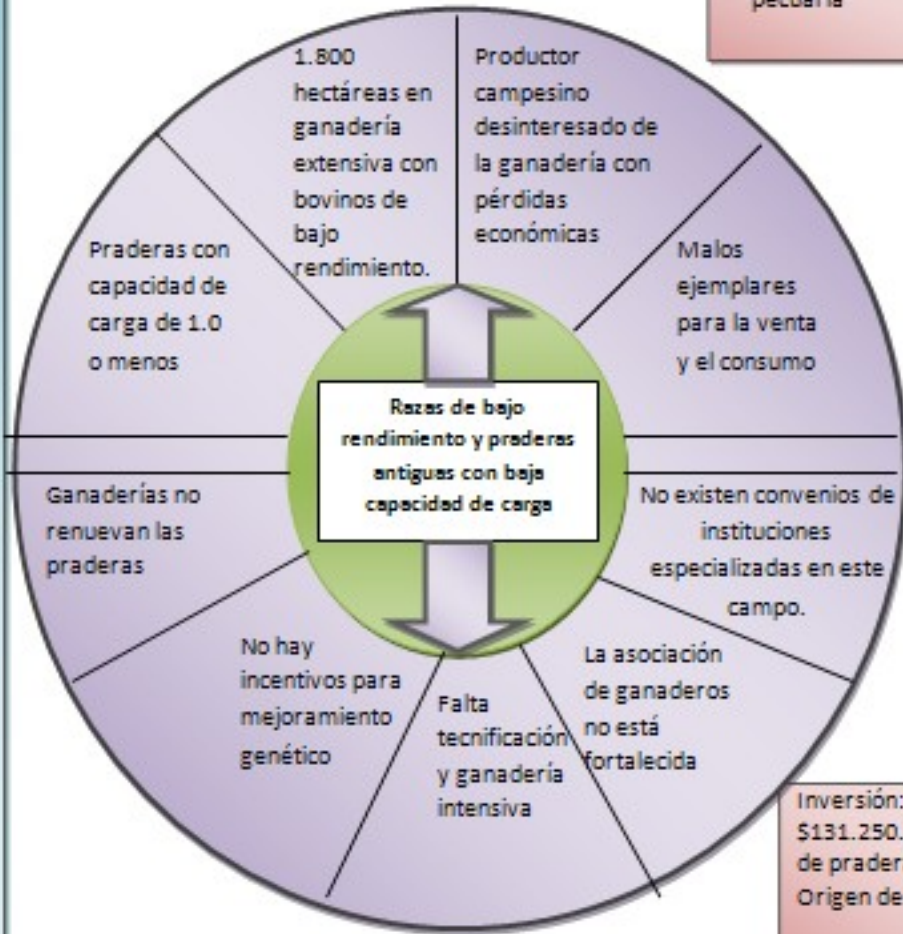 pecuaria
1.800
hectáreas en
ganadería
extensiva con
bovinos de
bajo
rendimiento.
Productor
campesino
desinteresado de
la ganadería con
pérdidas
económicas
Praderas con
capacidad de
carga de 1.0
o menos
Malos
ejemplares
para la venta
y el consumo
Razas de bajo
rendimiento y praderas
antiguas con baja
capacidad de carga
Ganaderías no
renuevan las
praderas
No existen convenios de
instituciones
especializadas en este
campo.
No hay
incentivos para
mejoramiento
genético
Falta
tecnificación
y ganadería
intensiva
La asociación
de ganaderos
no está
fortalecida
Inversión:
$131.250.
de prader
Origen de